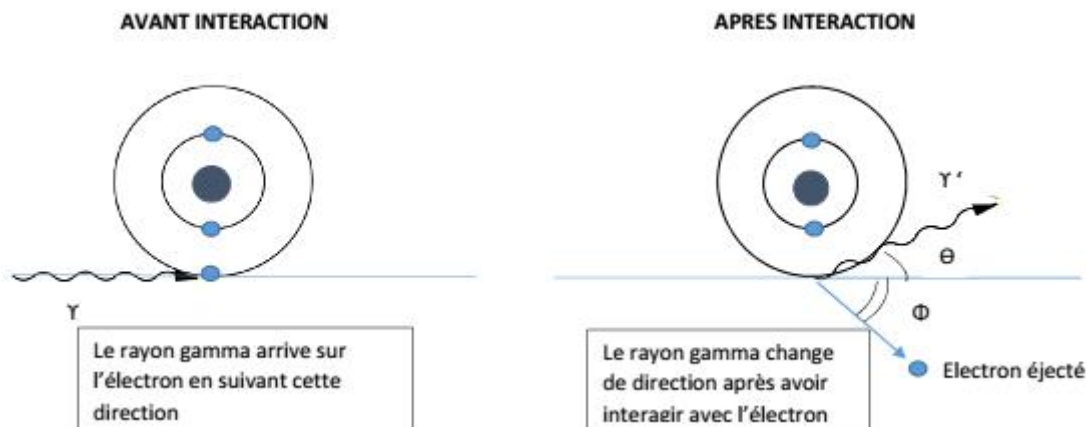 AVANT INTERACTION
APRES INTERACTION
ϒ
Le rayon gamma arrive sur
l'électron en suivant cette
direction
ϒ ‘
Θ
Φ
Electron éjecté
Le rayon gamma change
de direction après avoir
interagir avec l'électron